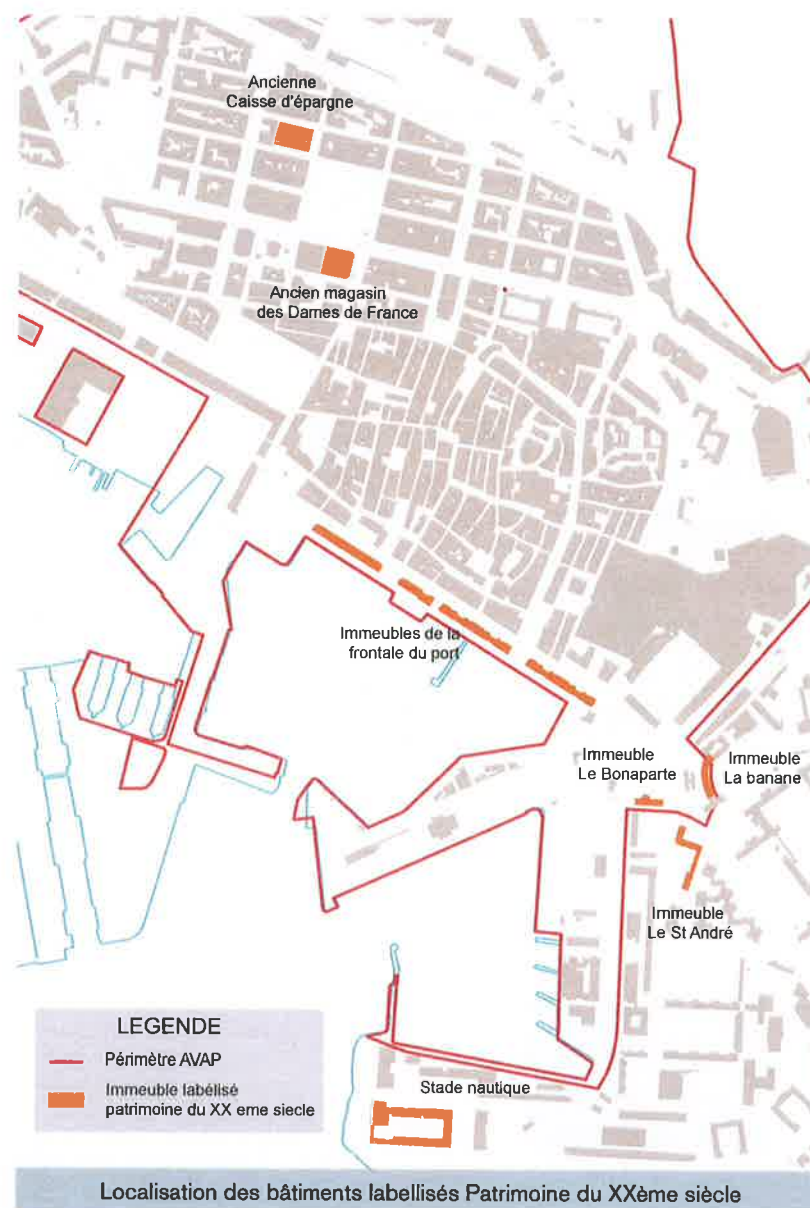 Ancienne
Caisse d'épargne
Ancien magasin
des Dames de France
Immeubles de la
frontale du port
Immeuble
Le Bonaparte
Immeuble
La banane
Immeuble
Le St André
LEGENDE
Périmètre AVAP
Immeuble labélisé
patrimoine du XX eme siecle
Stade nautique
Localisation des bâtiments labellisés Patrimoine du XXème siècle